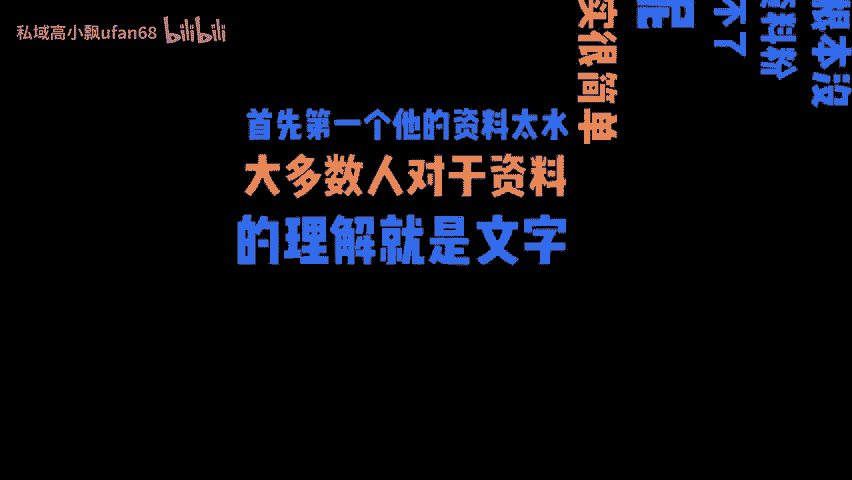 私域高小飘ufan68 bilibili
首先第一个他的资料太水
大多数人对于资料
的理解就是文字
实很简单
不了
资料粉
根本没